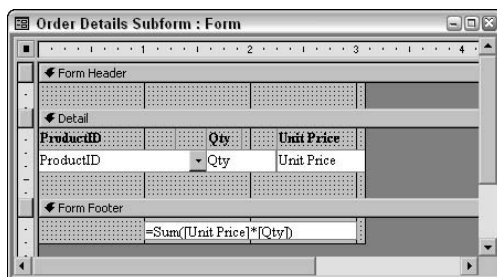 Order Details Subform : Form
1 2 3 4
Form Header
Detail
ProductID Qty Unit Price
ProductID Qty Unit Price
Form Footer
=Sum([Unit Price]*[Qty])